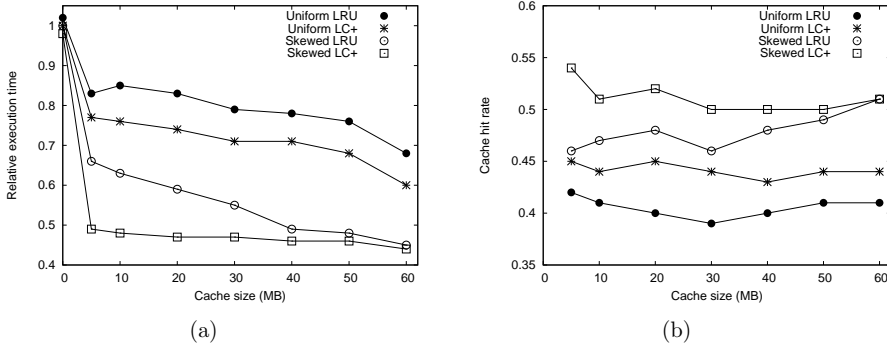 Relative execution time
1
0.9
0.8
0.7
0.6
0.5
0.4
0 10 20 30 40 50 60
Cache size (MB)
Uniform LRU
Uniform LC+
Skewed LRU
Skewed LC+
(a)
Cache hit rate
0.6
0.55
0.5
0.45
0.4
0.35
0 10 20 30 40 50 60
Cache size (MB)
Uniform LRU
Uniform LC+
Skewed LRU
Skewed LC+
(b)